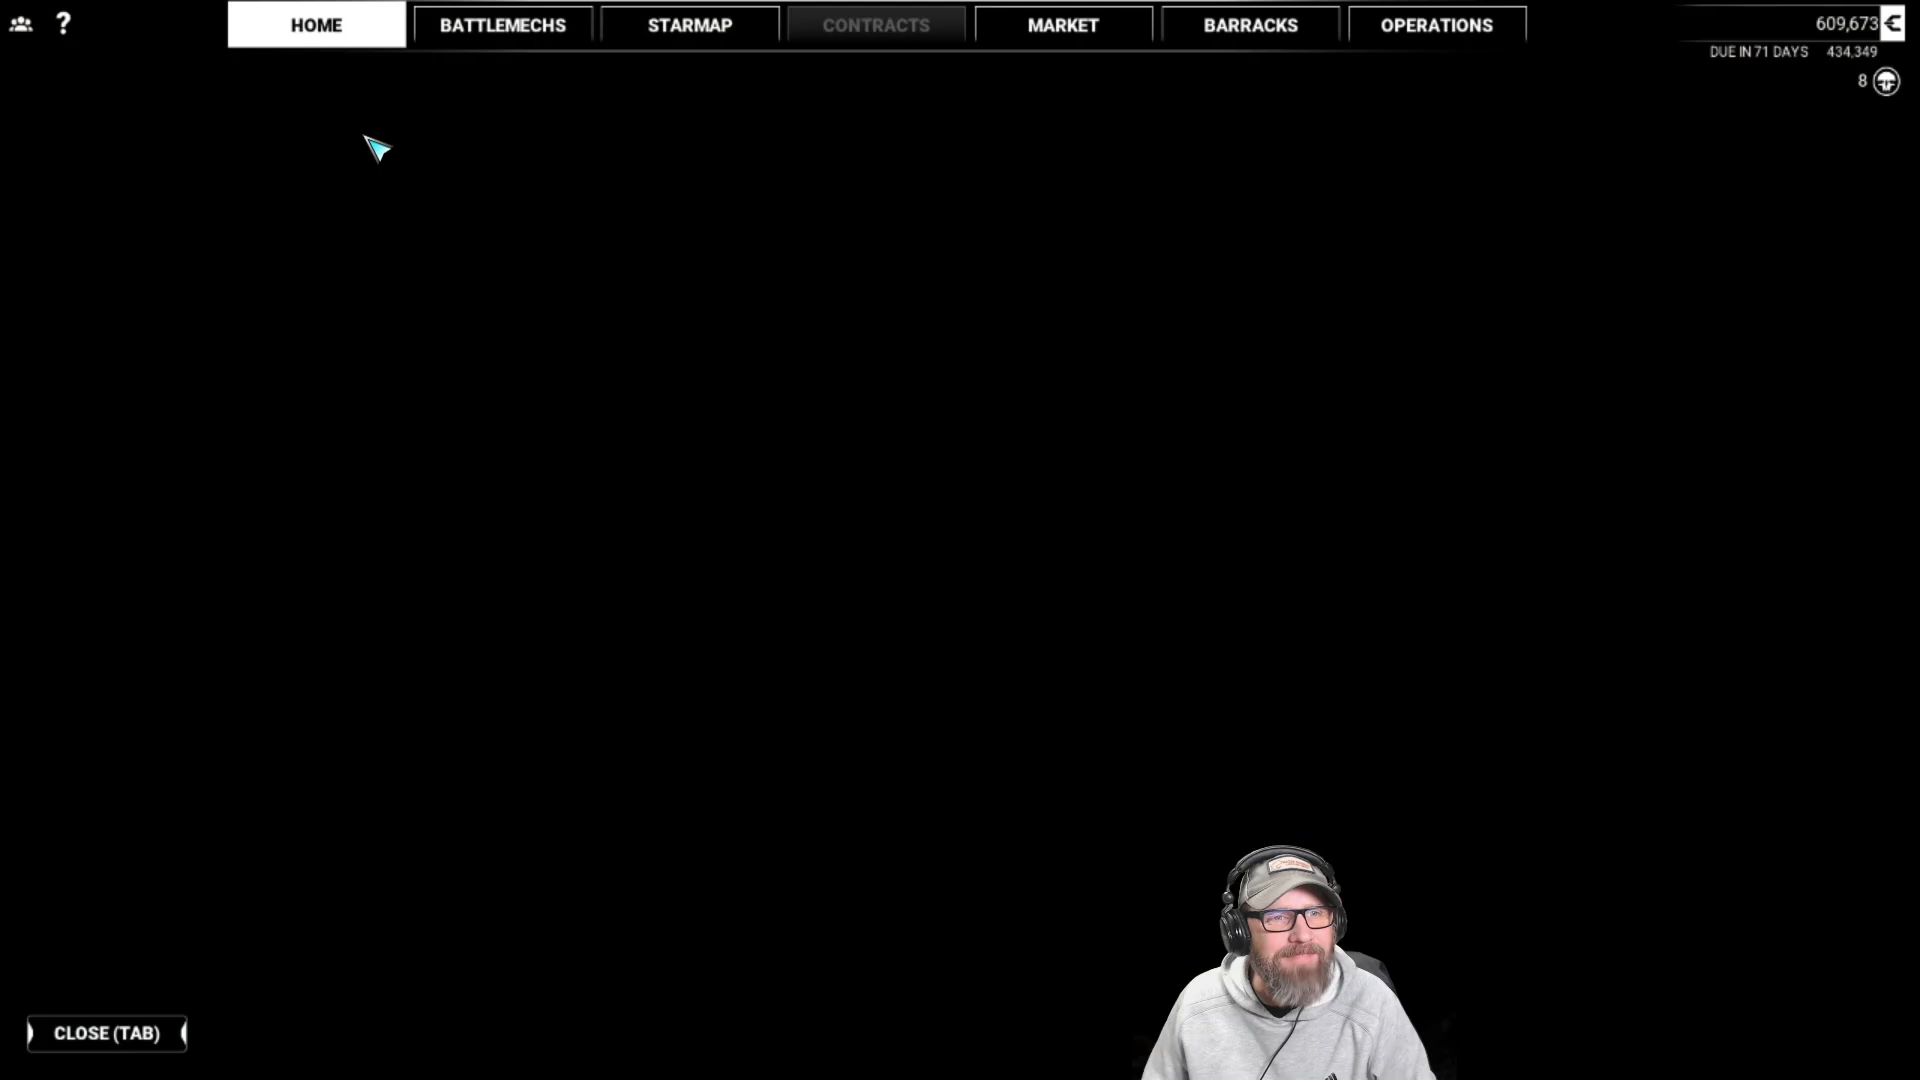 ?
HOME
BATTLEMECHS
STARMAP
CONTRACTS
MARKET
BARRACKS
OPERATIONS
609,673
DUE IN 71 DAYS 434,349
8
CLOSE (TAB)